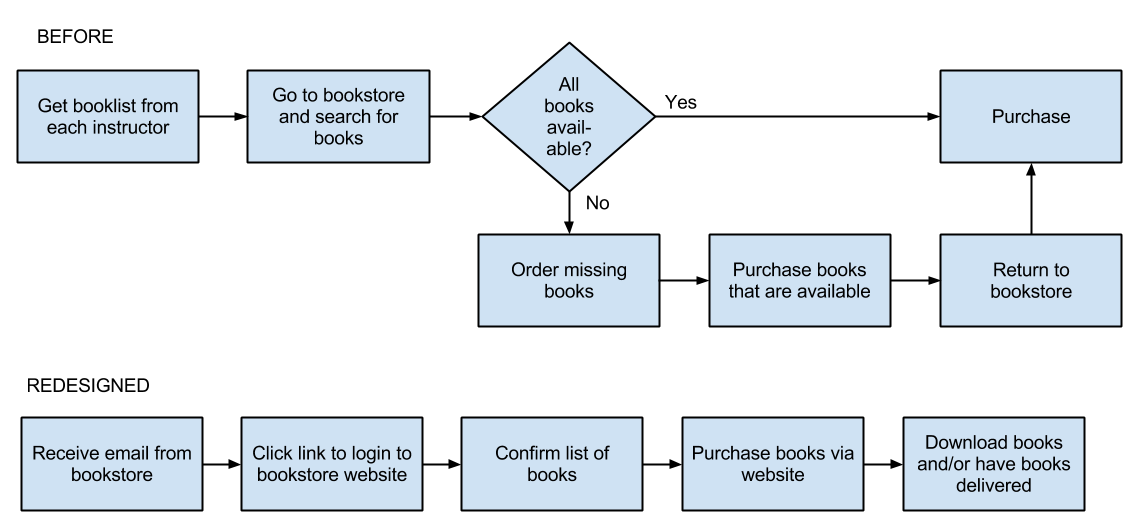 BEFORE
Get booklist from
each instructor
Go to bookstore
and search for
books
All
books
avail-
able?
Yes
Purchase
No
Order missing
books
Purchase books
that are available
Return to
bookstore
REDESIGNED
Receive email from
bookstore
Click link to login to
bookstore website
Confirm list of
books
Purchase books via
website
Download books
and/or have books
delivered